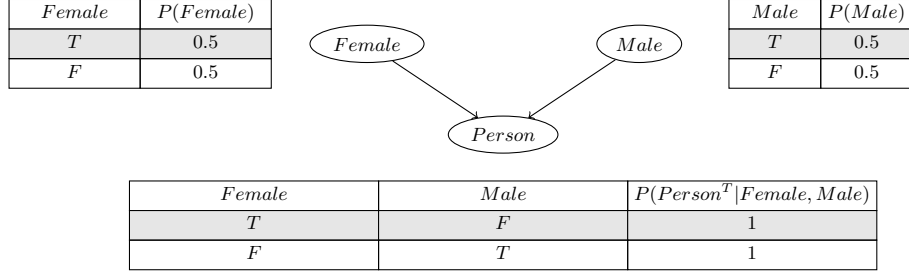 Female P(Female)
T 0.5
F 0.5
Female
Male
Male P(Male)
T 0.5
F 0.5
Person
Female Male P(Person^T|Female, Male)
T F 1
F T 1